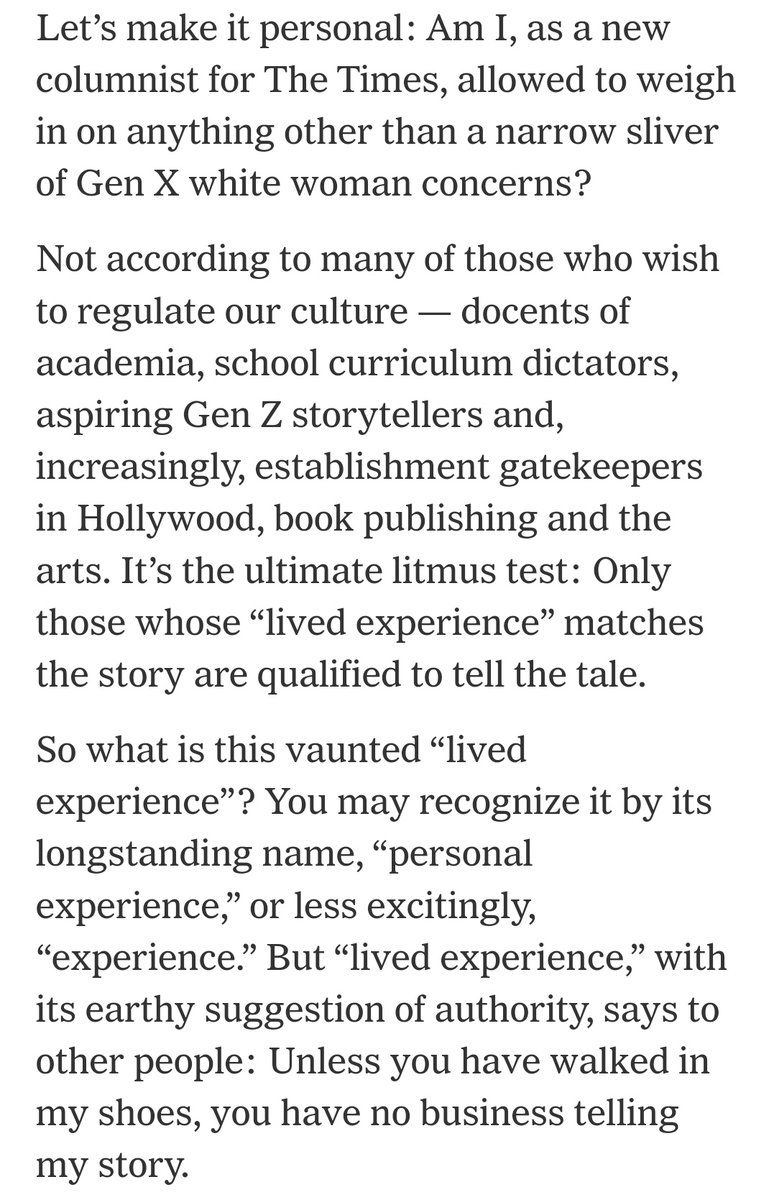 Let’s make it personal: Am I, as a new
columnist for The Times, allowed to weigh
in on anything other than a narrow sliver
of Gen X white woman concerns?
Not according to many of those who wish
to regulate our culture — docents of
academia, school curriculum dictators,
aspiring Gen Z storytellers and,
increasingly, establishment gatekeepers
in Hollywood, book publishing and the
arts. It’s the ultimate litmus test: Only
those whose “lived experience” matches
the story are qualified to tell the tale.
So what is this vaunted “lived
experience”? You may recognize it by its
longstanding name, “personal
experience,” or less excitingly,
“experience.” But “lived experience,” with
its earthy suggestion of authority, says to
other people: Unless you have walked in
my shoes, you have no business telling
my story.